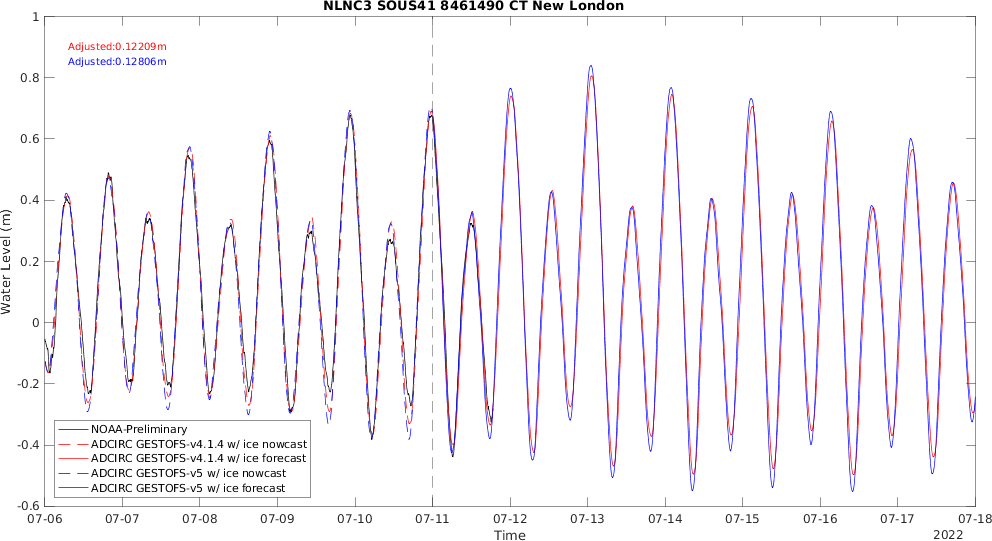 NLNC3 SOUS41 8461490 CT New London
Adjusted:0.12209m
Adjusted:0.12806m
1
0.8
0.6
0.4
0.2
0
-0.2
-0.4
-0.6
Water Level (m)
NOAA-Preliminary
ADCIRC GESTOFS-v4.1.4 w/ ice nowcast
ADCIRC GESTOFS-v4.1.4 w/ ice forecast
ADCIRC GESTOFS-v5 w/ ice nowcast
ADCIRC GESTOFS-v5 w/ ice forecast
07-06 07-07 07-08 07-09 07-10 07-11 07-12 07-13 07-14 07-15 07-16 07-17 07-18
Time
2022